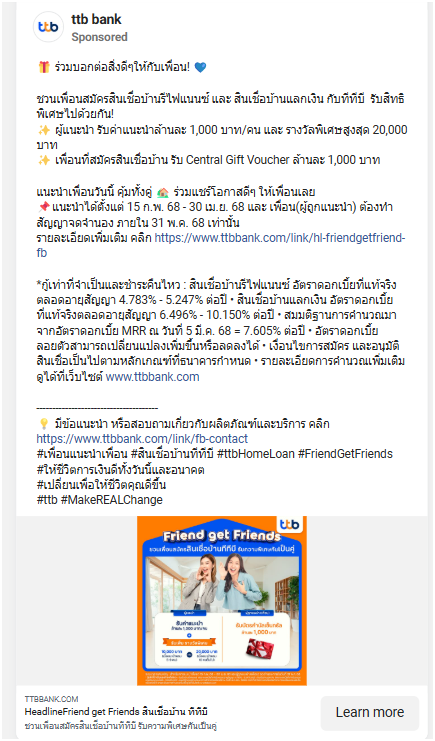 ttb bank
Sponsored
🎁 ร่วมบอกต่อสิ่งดีๆให้กับเพื่อน! 💙
ชวนเพื่อนสมัครสินเชื่อบ้านรีไฟแนนซ์ และ สินเชื่อบ้านแลกเงิน กับทีทีบี รับสิทธิ
พิเศษไปด้วยกัน!
✨ ผู้แนะนำ รับค่าแนะนำล้านละ 1,000 บาท/คน และ รางวัลพิเศษสูงสุด 20,000
บาท
✨ เพื่อนที่สมัครสินเชื่อบ้าน รับ Central Gift Voucher ล้านละ 1,000 บาท
แนะนำเพื่อนวันนี้ คุ้มทั้งคู่ 🏠 ร่วมแชร์โอกาสดีๆ ให้เพื่อนเลย
📌แนะนำได้ตั้งแต่ 15 ก.พ. 68 - 30 เม.ย. 68 และ เพื่อน(ผู้ถูกแนะนำ) ต้องทำ
สัญญาจดจำนอง ภายใน 31 พ.ค. 68 เท่านั้น
รายละเอียดเพิ่มเติม คลิก https://www.ttbbank.com/link/hl-friendgetfriend-
fb
*กู้เท่าที่จำเป็นและชำระคืนไหว : สินเชื่อบ้านรีไฟแนนซ์ อัตราดอกเบี้ยที่แท้จริง
ตลอดอายุสัญญา 4.783% - 5.247% ต่อปี • สินเชื่อบ้านแลกเงิน อัตราดอกเบี้ย
ที่แท้จริงตลอดอายุสัญญา 6.496% - 10.150% ต่อปี • สมมติฐานการคำนวณมา
จากอัตราดอกเบี้ย MRR ณ วันที่ 5 มี.ค. 68 = 7.605% ต่อปี • อัตราดอกเบี้ย
ลอยตัวสามารถเปลี่ยนแปลงเพิ่มขึ้นหรือลดลงได้ • เงื่อนไขการสมัคร และอนุมัติ
สินเชื่อเป็นไปตามหลักเกณฑ์ที่ธนาคารกำหนด • รายละเอียดการคำนวณเพิ่มเติม
ดูได้ที่เว็บไซต์ www.ttbbank.com
----------------------------------------
💡 มีข้อแนะนำ หรือสอบถามเกี่ยวกับผลิตภัณฑ์และบริการ คลิก
https://www.ttbbank.com/link/fb-contact
#เพื่อนแนะนำเพื่อน #สินเชื่อบ้านทีทีบี #ttbHomeLoan #FriendGetFriends
#ให้ชีวิตการเงินดีทั้งวันนี้และอนาคต
#เปลี่ยนเพื่อให้ชีวิตคุณดีขึ้น
#ttb #MakeREALChange
ttb
Friend get Friends
ชวนเพื่อนสมัครสินเชื่อบ้านทีทีบี รับความพิเศษกันเป็นคู่
รับค่าแนะนำ
ล้านละ 1,000 บาท
10,000 บาท
20,000 บาท
ล้านละ 1,000 บาท
TTBBANK.COM
HeadlineFriend get Friends สินเชื่อบ้าน ทีทีบี
ชวนเพื่อนสมัครสินเชื่อบ้านทีทีบี รับความพิเศษกันเป็นคู่
Learn more